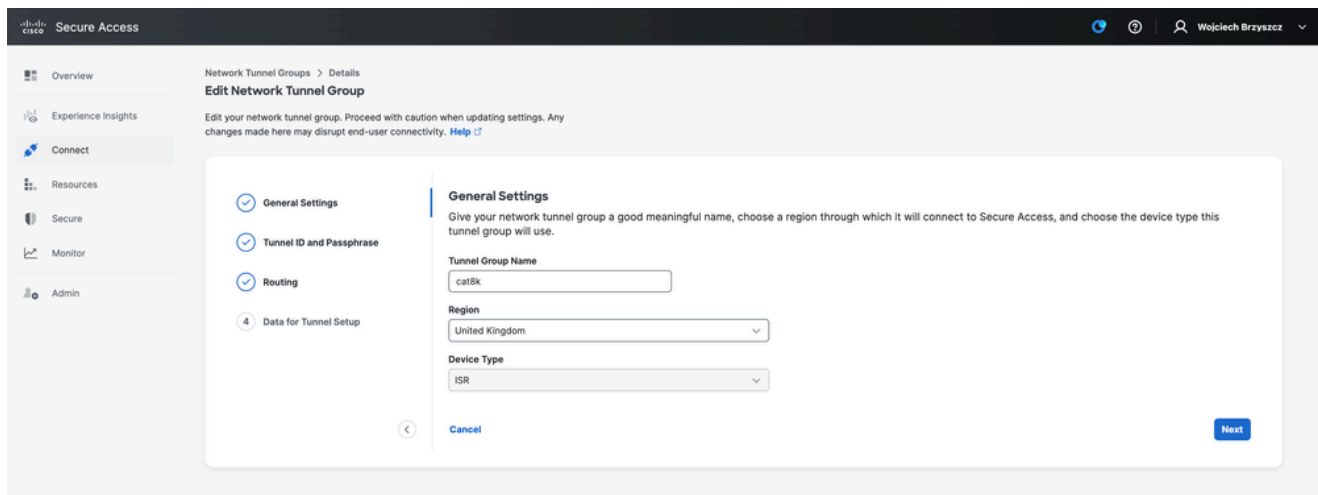 CISCO Secure Access
Wojciech Brzyszcz
Overview
Experience Insights
Connect
Resources
Secure
Monitor
Admin
Network Tunnel Groups > Details
Edit Network Tunnel Group
Edit your network tunnel group. Proceed with caution when updating settings. Any
changes made here may disrupt end-user connectivity. Help
General Settings
Tunnel ID and Passphrase
Routing
4 Data for Tunnel Setup
General Settings
Give your network tunnel group a good meaningful name, choose a region through which it will connect to Secure Access, and choose the device type this
tunnel group will use.
Tunnel Group Name
cat8k
Region
United Kingdom
Device Type
ISR
Cancel
Next